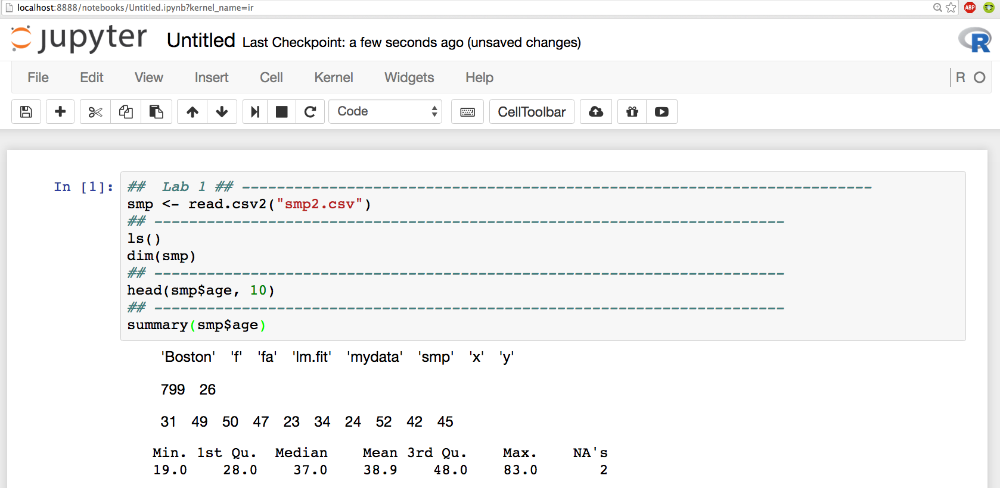 localhost:8888/notebooks/Untitled.ipynb?kernel_name=ir
ABP
jupyter Untitled Last Checkpoint: a few seconds ago (unsaved changes) R
File Edit View Insert Cell Kernel Widgets Help R
Code CellToolbar
In [1]: ##  Lab 1 ## ------------------------------------------------------------------------
smp <- read.csv2("smp2.csv")
## ------------------------------------------------------------------------
ls()
dim(smp)
## ------------------------------------------------------------------------
head(smp$age, 10)
## ------------------------------------------------------------------------
summary(smp$age)
'Boston' 'f' 'fa' 'lm.fit' 'mydata' 'smp' 'x' 'y'
799 26
31 49 50 47 23 34 24 52 42 45
Min. 1st Qu. Median Mean 3rd Qu. Max. NA's
19.0 28.0 37.0 38.9 48.0 83.0 2